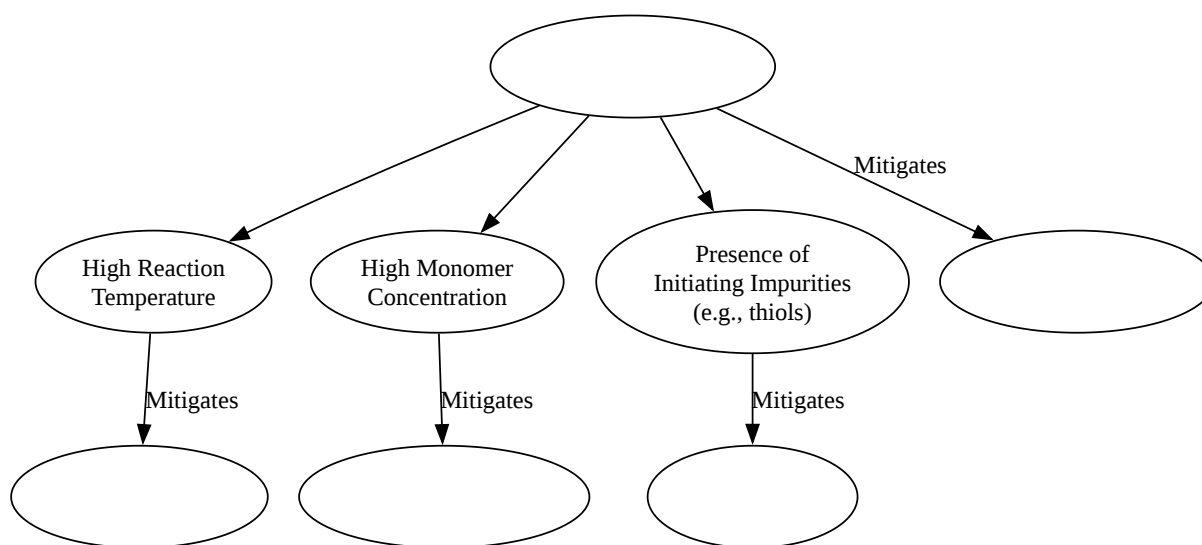 Mitigates
High Reaction
Temperature
High Monomer
Concentration
Presence of
Initiating Impurities
(e.g., thiols)
Mitigates
Mitigates
Mitigates